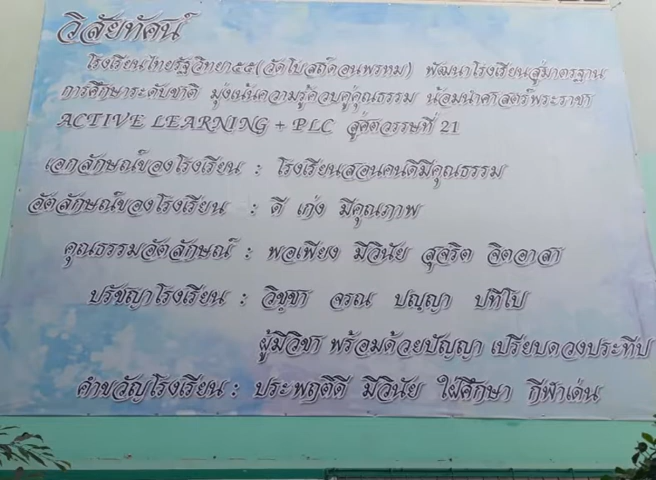 วิสัยทัศน์
โรงเรียนไทยรัฐวิทยา๕๕(วัดโบสถ์ดอนพรหม) พัฒนาโรงเรียนสู่มาตรฐาน
การศึกษาระดับชาติ มุ่งเน้นความรู้ควบคู่คุณธรรม น้อมนำศาสตร์พระราชา
ACTIVE LEARNING + PLC สู่ศตวรรษที่ 21
เอกลักษณ์ของโรงเรียน : โรงเรียนสอนคนดีมีคุณธรรม
อัตลักษณ์ของโรงเรียน : ดี เก่ง มีคุณภาพ
คุณธรรมอัตลักษณ์ : พอเพียง มีวินัย สุจริต จิตอาสา
ปรัชญาโรงเรียน : วิชฺชา จรณ ปญฺญา ปทีโป
ผู้มีวิชา พร้อมด้วยปัญญา เปรียบดวงประทีป
คำขวัญโรงเรียน : ประพฤติดี มีวินัย ใฝ่ศึกษา กีฬาเด่น